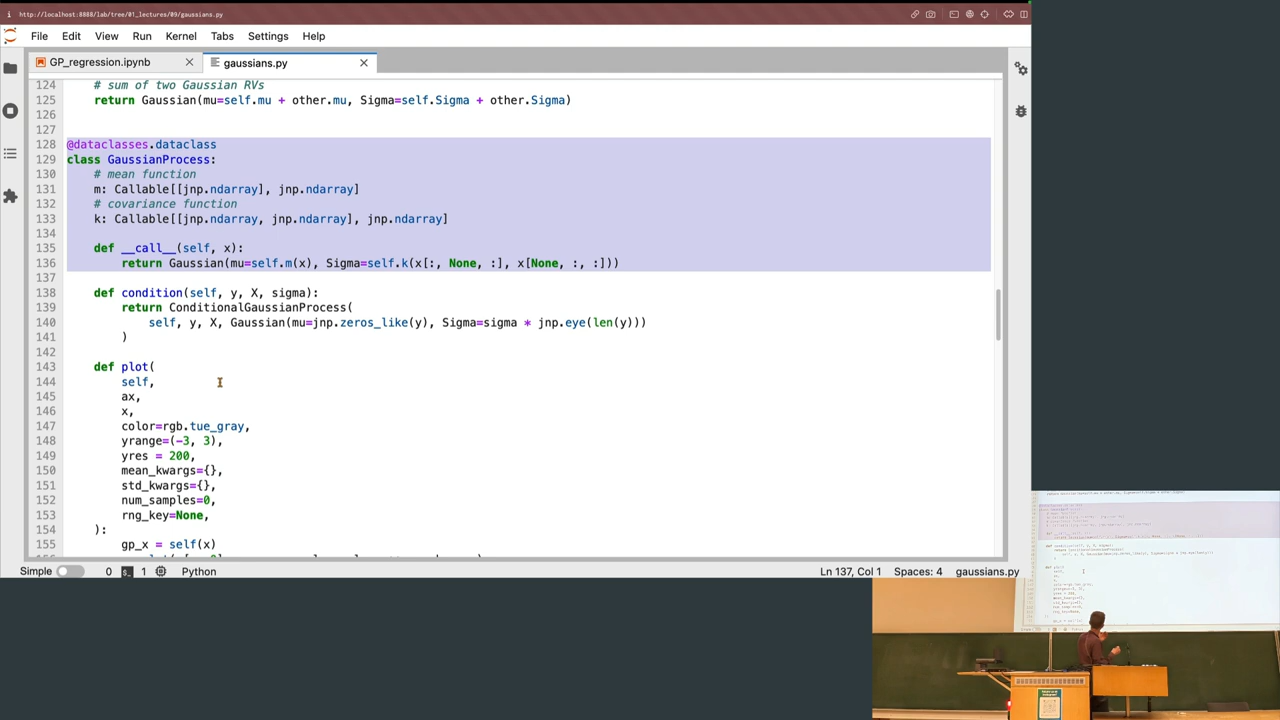 http://localhost:8888/lab/tree/01_lectures/09/gaussians.py
File Edit View Run Kernel Tabs Settings Help
GP_regression.ipynb gaussians.py
124 # sum of two Gaussian RVs
125 return Gaussian(mu=self.mu + other.mu, Sigma=self.Sigma + other.Sigma)
126
127
128 @dataclasses.dataclass
129 class GaussianProcess:
130 # mean function
131 m: Callable[[jnp.ndarray], jnp.ndarray]
132 # covariance function
133 k: Callable[[jnp.ndarray, jnp.ndarray], jnp.ndarray]
134
135 def __call__(self, x):
136 return Gaussian(mu=self.m(x), Sigma=self.k(x[:, None, :], x[None, :, :]))
137
138 def condition(self, y, X, sigma):
139 return ConditionalGaussianProcess(
140 self, y, X, Gaussian(mu=jnp.zeros_like(y), Sigma=sigma * jnp.eye(len(y)))
141 )
142
143 def plot(
144 self,
145 ax,
146 x,
147 color=rgb.tue_gray,
148 yrange=(-3, 3),
149 yres = 200,
150 mean_kwargs={},
151 std_kwargs={},
152 num_samples=0,
153 rng_key=None,
154 ):
155 gp_x = self(x)
Simple 0 1 Python Ln 137, Col 1 Spaces: 4 gaussians.py